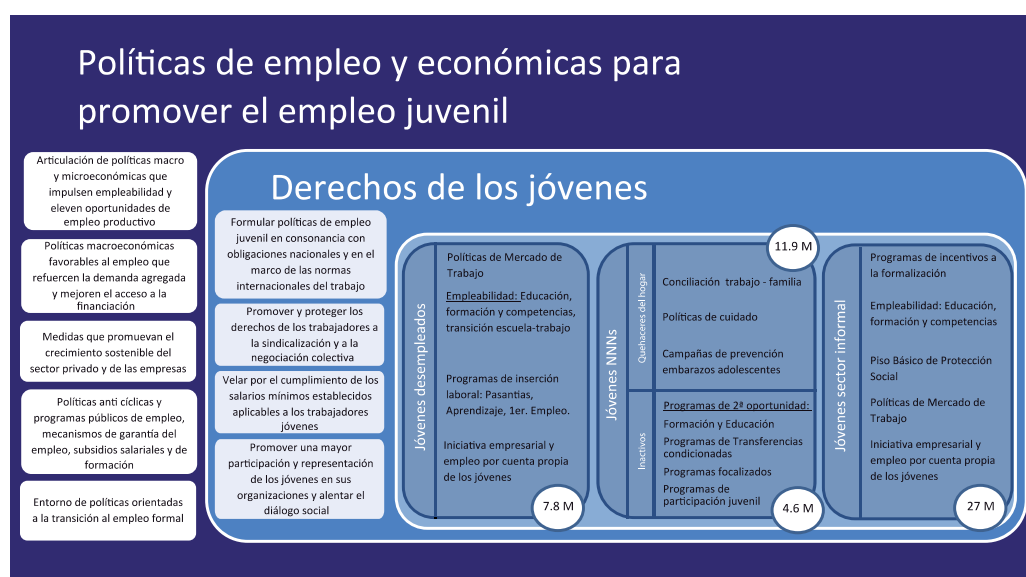 Políticas de empleo y económicas para
promover el empleo juvenil
Articulación de políticas macro
y microeconómicas que
impulsen empleabilidad y
eleven oportunidades de
empleo productivo
Políticas macroeconómicas
favorables al empleo que
refuercen la demanda agregada
y mejoren el acceso a la
financiación
Medidas que promuevan el
crecimiento sostenible del
sector privado y de las empresas
Políticas anti cíclicas y
programas públicos de empleo,
mecanismos de garantía del
empleo, subsidios salariales y de
formación
Entorno de políticas orientadas
a la transición al empleo formal
Derechos de los jóvenes
Formular políticas de empleo
juvenil en consonancia con
obligaciones nacionales y en el
marco de las normas
internacionales del trabajo
Promover y proteger los
derechos de los trabajadores a
la sindicalización y a la
negociación colectiva
Velar por el cumplimiento de los
salarios mínimos establecidos
aplicables a los trabajadores
jóvenes
Promover una mayor
participación y representación
de los jóvenes en sus
organizaciones y alentar el
diálogo social
Jóvenes desempleados
Políticas de Mercado de
Trabajo
Empleabilidad: Educación,
formación y competencias,
transición escuela-trabajo
Programas de inserción
laboral: Pasantías,
Aprendizaje, 1er. Empleo.
Iniciativa empresarial y
empleo por cuenta propia
de los jóvenes
7.8 M
Jóvenes NNNs
Quehaceres del hogar
11.9 M
Conciliación trabajo - familia
Políticas de cuidado
Campañas de prevención
embarazos adolescentes
Inactivos
Programas de 2ª oportunidad:
Formación y Educación
Programas de Transferencias
condicionadas
Programas focalizados
Programas de
participación juvenil
4.6 M
Jóvenes sector informal
Programas de incentivos a
la formalización
Empleabilidad: Educación,
formación y competencias
Piso Básico de Protección
Social
Políticas de Mercado de
Trabajo
Iniciativa empresarial y
empleo por cuenta propia
de los jóvenes
27 M